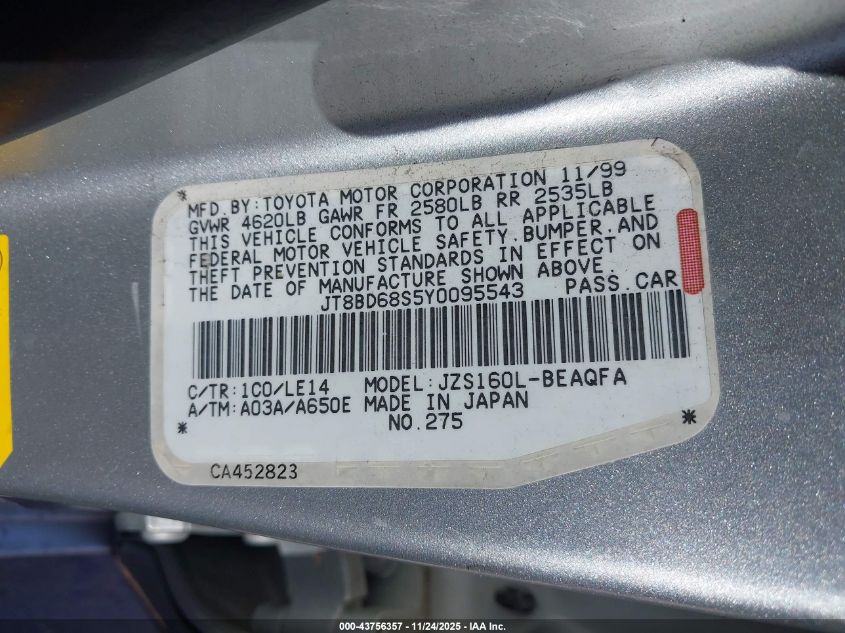 MFD.BY:TOYOTA MOTOR CORPORATION 11/99
GVWR 4620LB GAWR FR 2580LB RR 2535LB
THIS VEHICLE CONFORMS TO ALL APPLICABLE
FEDERAL MOTOR VEHICLE SAFETY,BUMPER,AND
THEFT PREVENTION STANDARDS IN EFFECT ON
THE DATE OF MANUFACTURE SHOWN ABOVE.
JT8BD68S5Y0095543 PASS.CAR
C/TR:1C0/LE14 MODEL:JZS160L-BEAQFA
A/TM:A03A/A650E MADE IN JAPAN
NO.275
CA452823
000-43756357 - 11/24/2025 - IAA Inc.